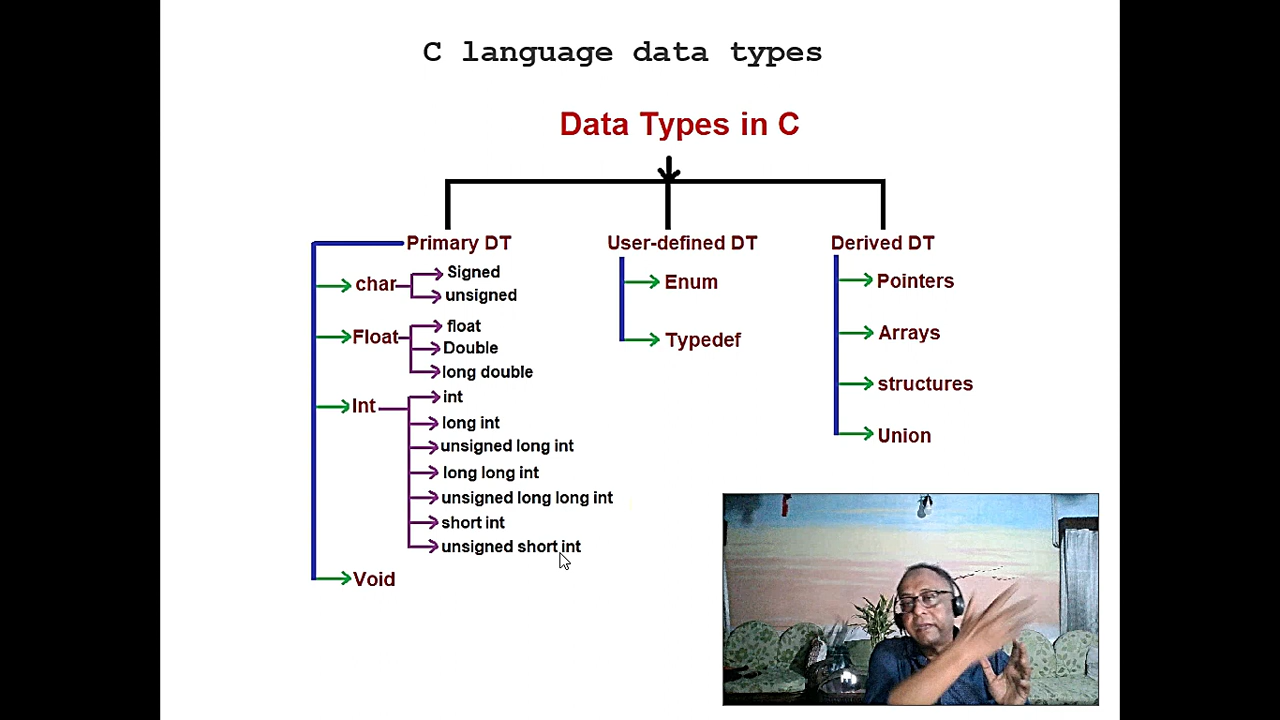 C language data types
Data Types in C
Primary DT
char
Signed
unsigned
Float
float
Double
long double
Int
int
long int
unsigned long int
long long int
unsigned long long int
short int
unsigned short int
Void
User-defined DT
Enum
Typedef
Derived DT
Pointers
Arrays
structures
Union